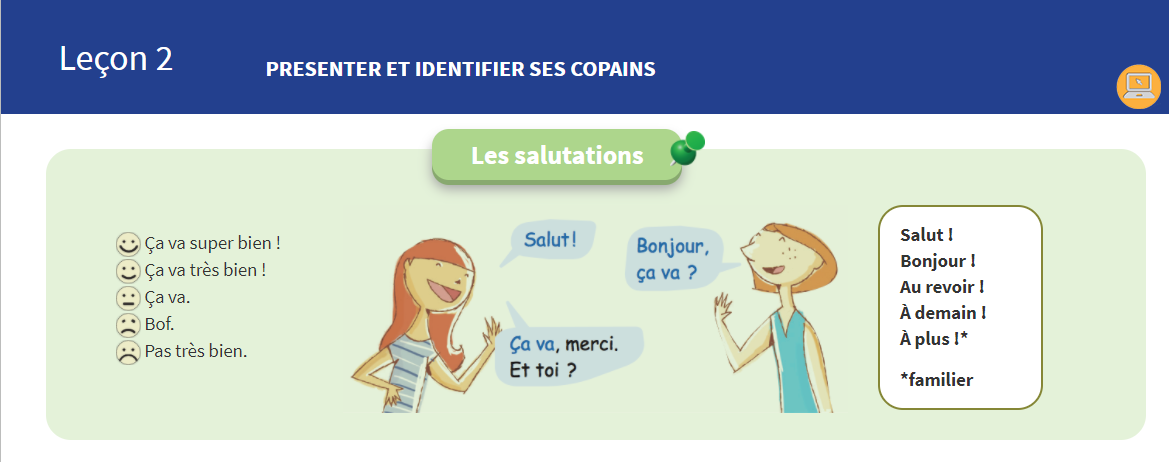 Leçon 2
PRESENTER ET IDENTIFIER SES COPAINS
Les salutations
Ça va super bien !
Ça va très bien !
Ça va.
Bof.
Pas très bien.
Salut!
Bonjour,
ça va ?
Ça va, merci.
Et toi ?
Salut !
Bonjour !
Au revoir !
À demain !
À plus !*
*familier